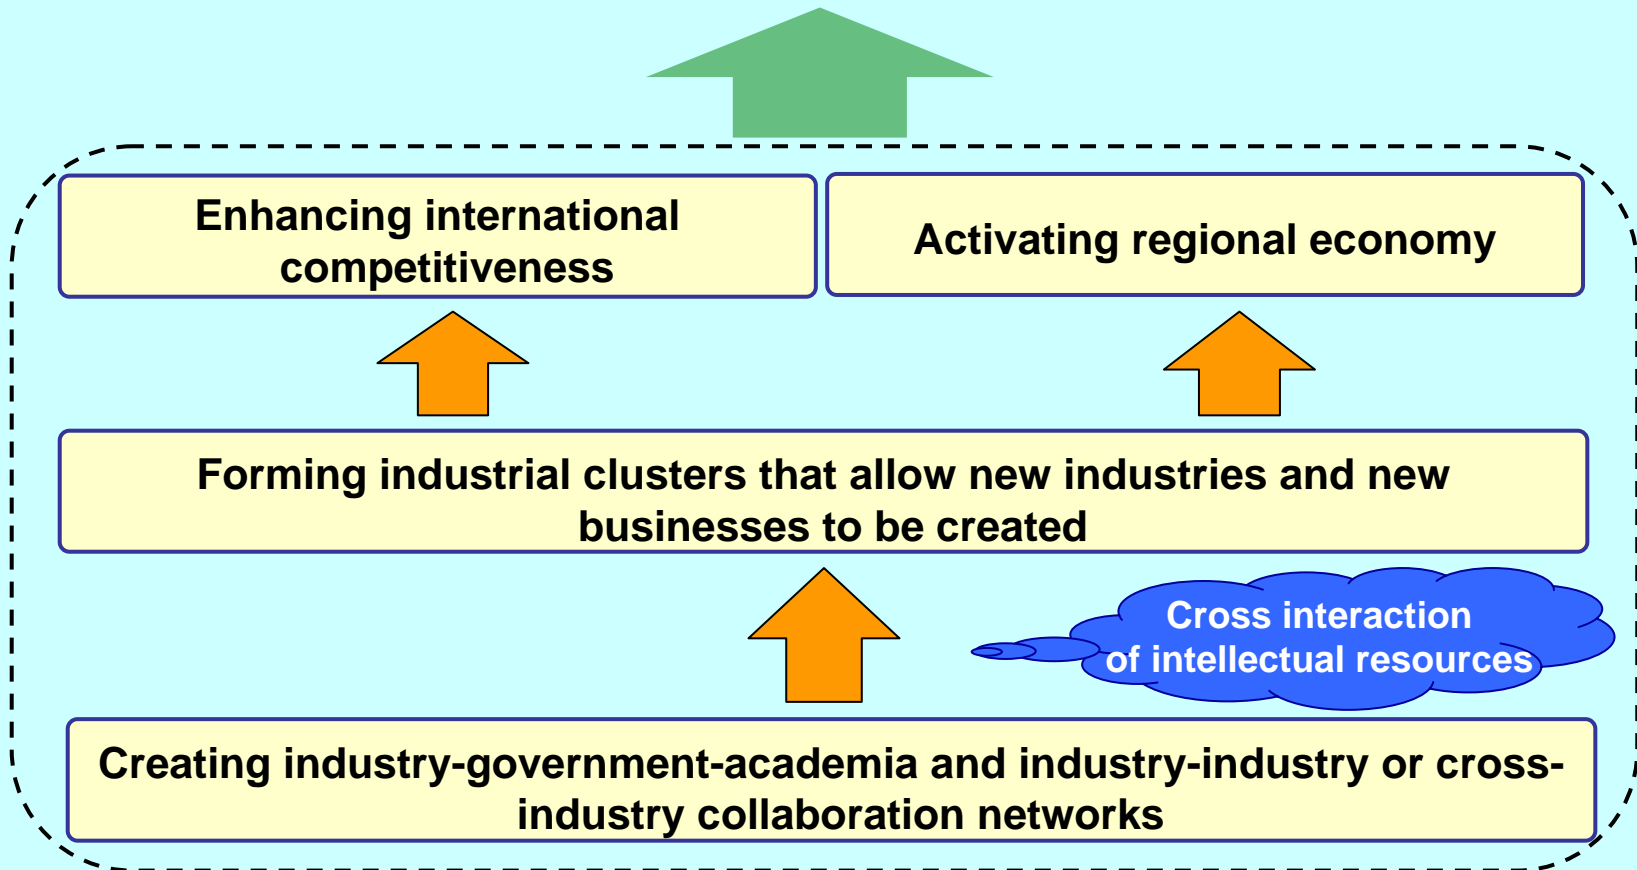 Enhancing international
competitiveness
Activating regional economy
Forming industrial clusters that allow new industries and new
businesses to be created
Cross interaction
of intellectual resources
Creating industry-government-academia and industry-industry or cross-
industry collaboration networks